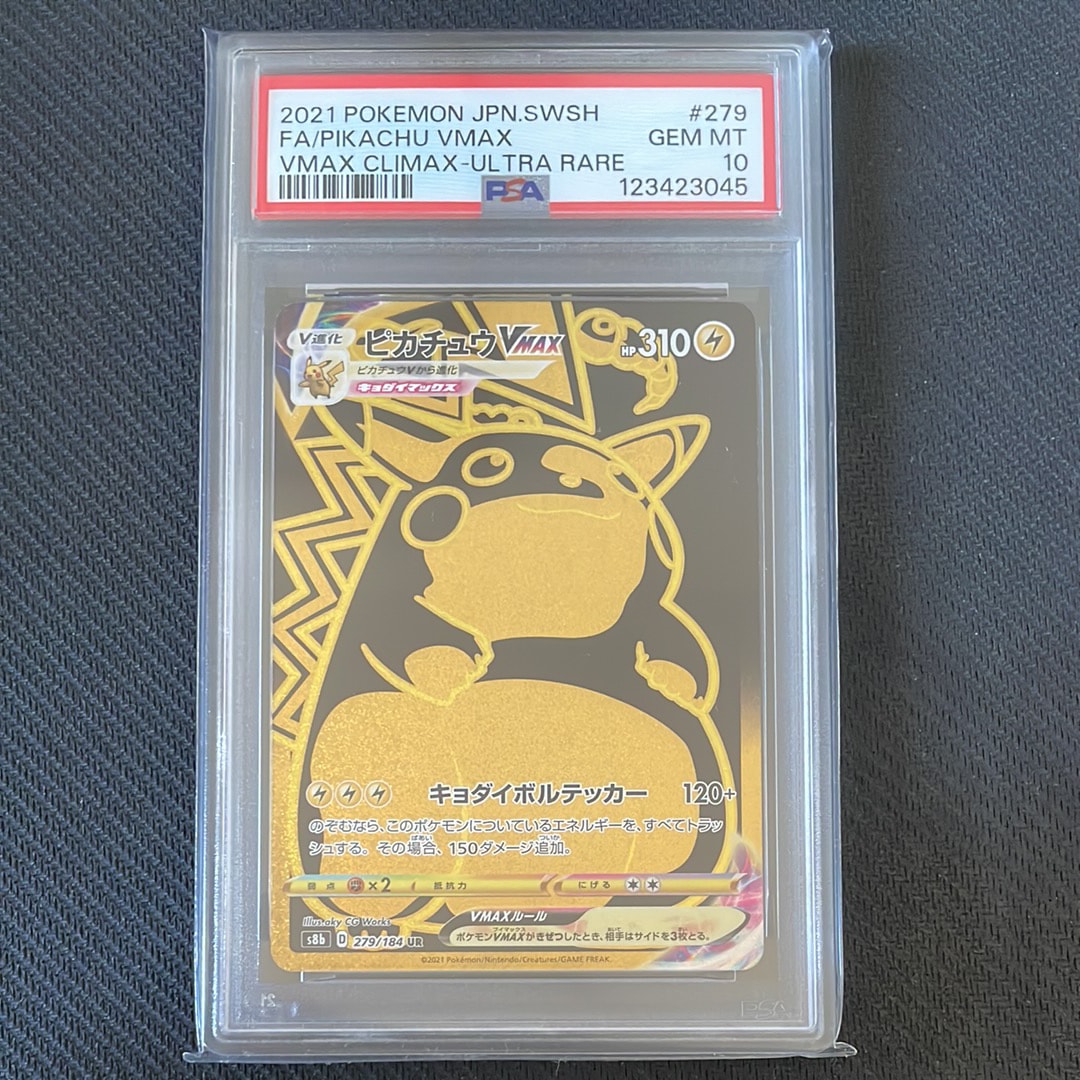 2021 POKEMON JPN.SWSH #279
FA/PIKACHU VMAX GEM MT
VMAX CLIMAX-ULTRA RARE 10
PSA 123423045
V進化 ピカチュウVMAX HP310
ピカチュウVから進化
キョダイマックス
キョダイボルテッカー 120+
のぞむなら、このポケモンについているエネルギーを、すべてトラッ
シュする。その場合、150ダメージ追加。
弱点 ×2 抵抗力 にげる
Illus.aky CG Works
VMAXルール
ポケモンVMAXがきぜつしたとき、相手はサイドを3枚とる。
s8b D 279/184 UR
©2021 Pokémon/Nintendo/Creatures/GAME FREAK.
PSA